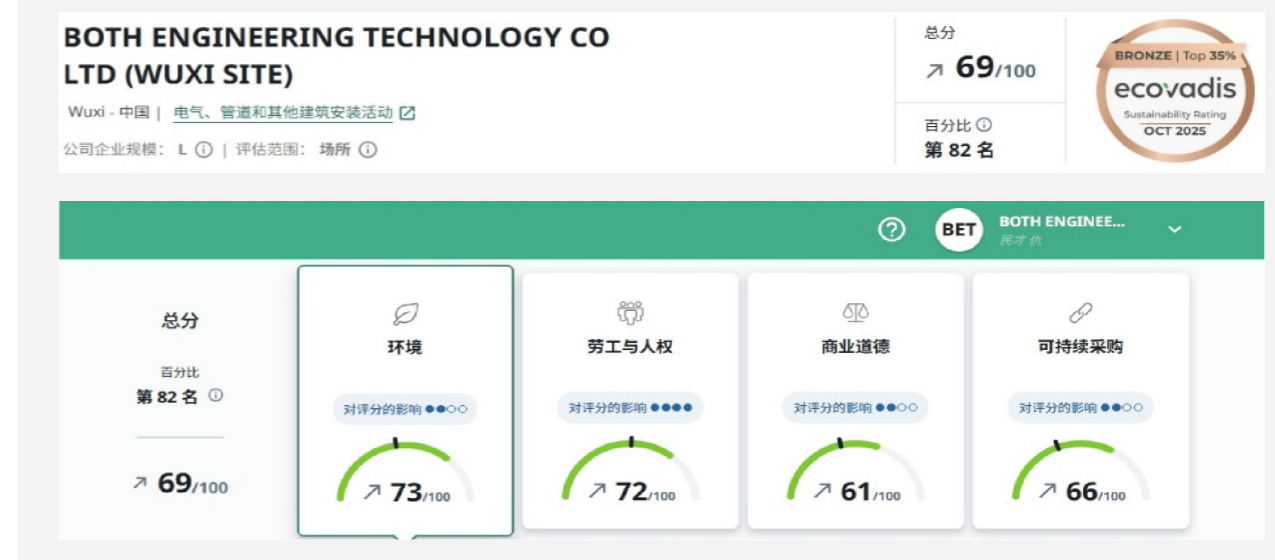 BOTH ENGINEERING TECHNOLOGY CO
LTD (WUXI SITE)
Wuxi - 中国 | 电气、管道和其他建筑安装活动
公司企业规模： L | 评估范围： 场所
总分
69/100
百分比
第 82 名
BRONZE | Top 35%
ecovadis
Sustainability Rating
OCT 2025
BET
BOTH ENGINEE...
民才 仇
总分
百分比
第 82 名
69/100
环境
对评分的影响
73/100
劳工与人权
对评分的影响
72/100
商业道德
对评分的影响
61/100
可持续采购
对评分的影响
66/100